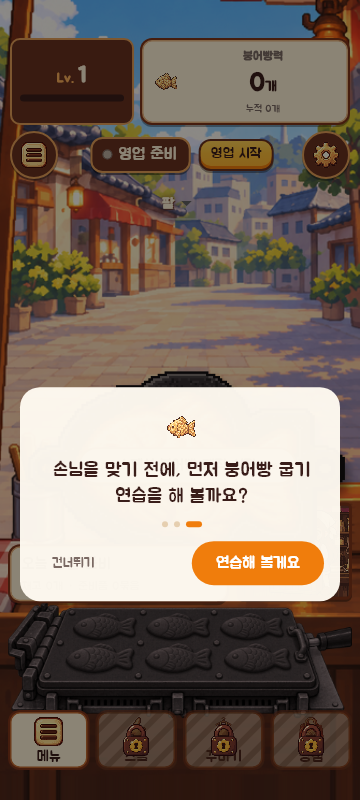 Lv.1
붕어빵력
0개
누적 0개
영업 준비
영업 시작
팥
손님을 맞기 전에, 먼저 붕어빵 굽기
연습을 해 볼까요?
건너뛰기
연습해 볼게요
메뉴